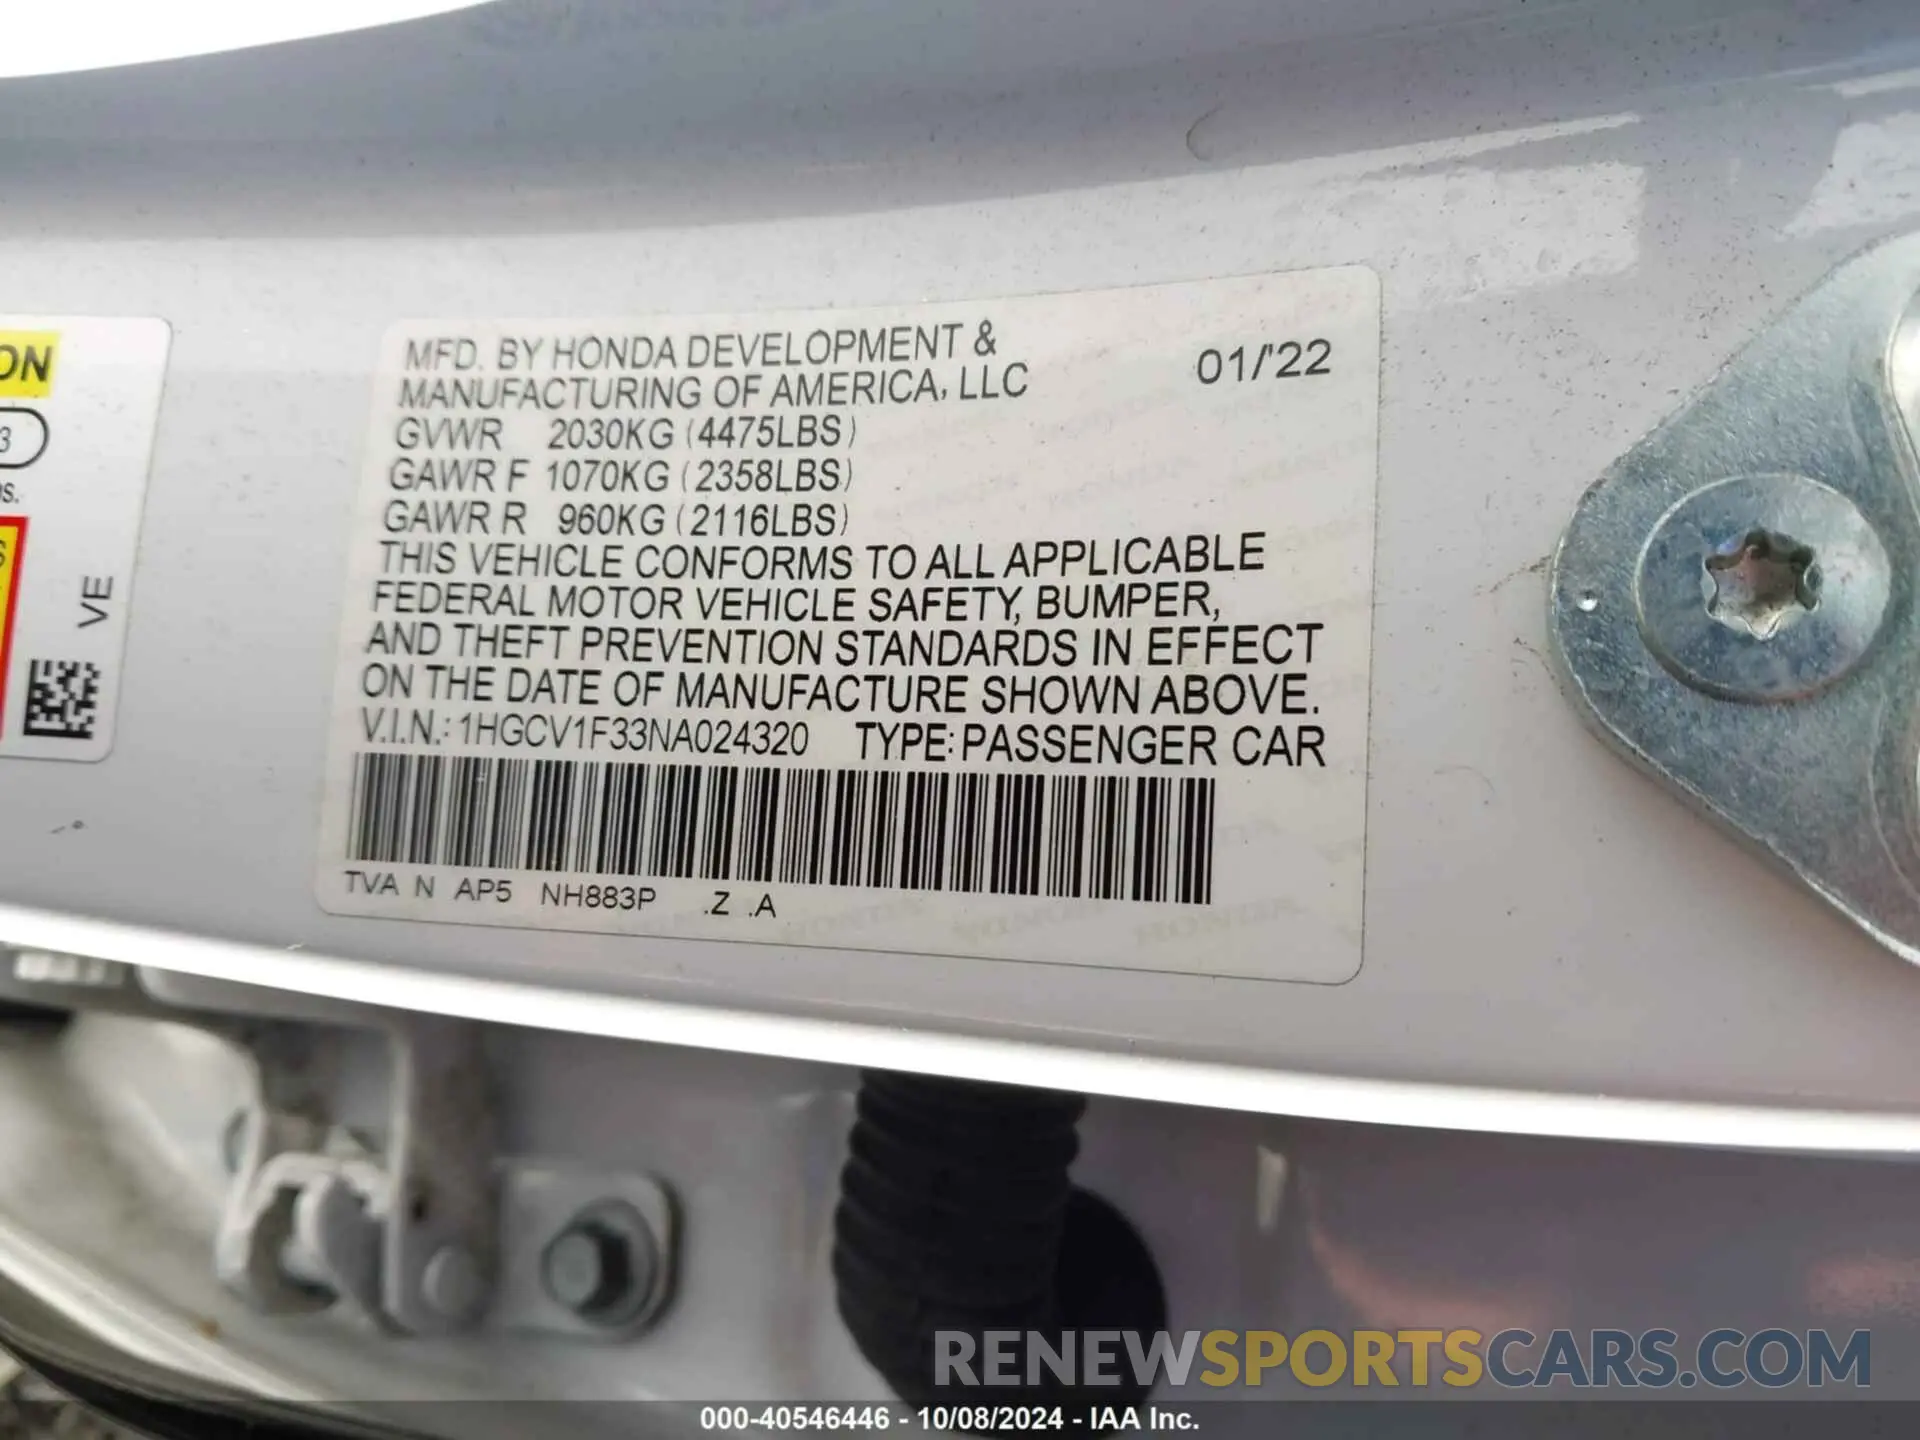 ON
3
S.
S
VE
MFD. BY HONDA DEVELOPMENT &
MANUFACTURING OF AMERICA, LLC
01/'22
GVWR 2030KG (4475LBS)
GAWR F 1070KG (2358LBS)
GAWR R 960KG (2116LBS)
THIS VEHICLE CONFORMS TO ALL APPLICABLE
FEDERAL MOTOR VEHICLE SAFETY, BUMPER,
AND THEFT PREVENTION STANDARDS IN EFFECT
ON THE DATE OF MANUFACTURE SHOWN ABOVE.
V.I.N.: 1HGCV1F33NA024320 TYPE: PASSENGER CAR
TVA N AP5 NH883P .Z .A
RENEWSPORTSCARS.COM
000-40546446 - 10/08/2024 - IAA Inc.